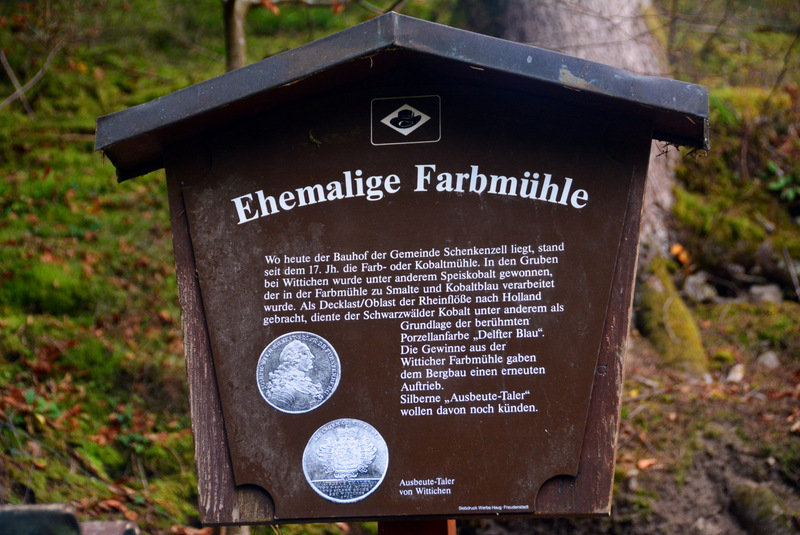 Ehemalige Farbmühle
Wo heute der Bauhof der Gemeinde Schenkenzell liegt, stand
seit dem 17. Jh. die Farb- oder Kobaltmühle. In den Gruben
bei Wittichen wurde unter anderem Speiskobalt gewonnen,
der in der Farbmühle zu Smalte und Kobaltblau verarbeitet
wurde. Als Decklast/Oblast der Rheinflöße nach Holland
gebracht, diente der Schwarzwälder Kobalt unter anderem als
Grundlage der berühmten
Porzellanfarbe „Delfter Blau“.
Die Gewinne aus der
Witticher Farbmühle gaben
dem Bergbau einen erneuten
Auftrieb.
Silberne „Ausbeute-Taler“
wollen davon noch künden.
Ausbeute-Taler
von Wittichen
Siebdruck Werbe-Haug · Freudenstadt